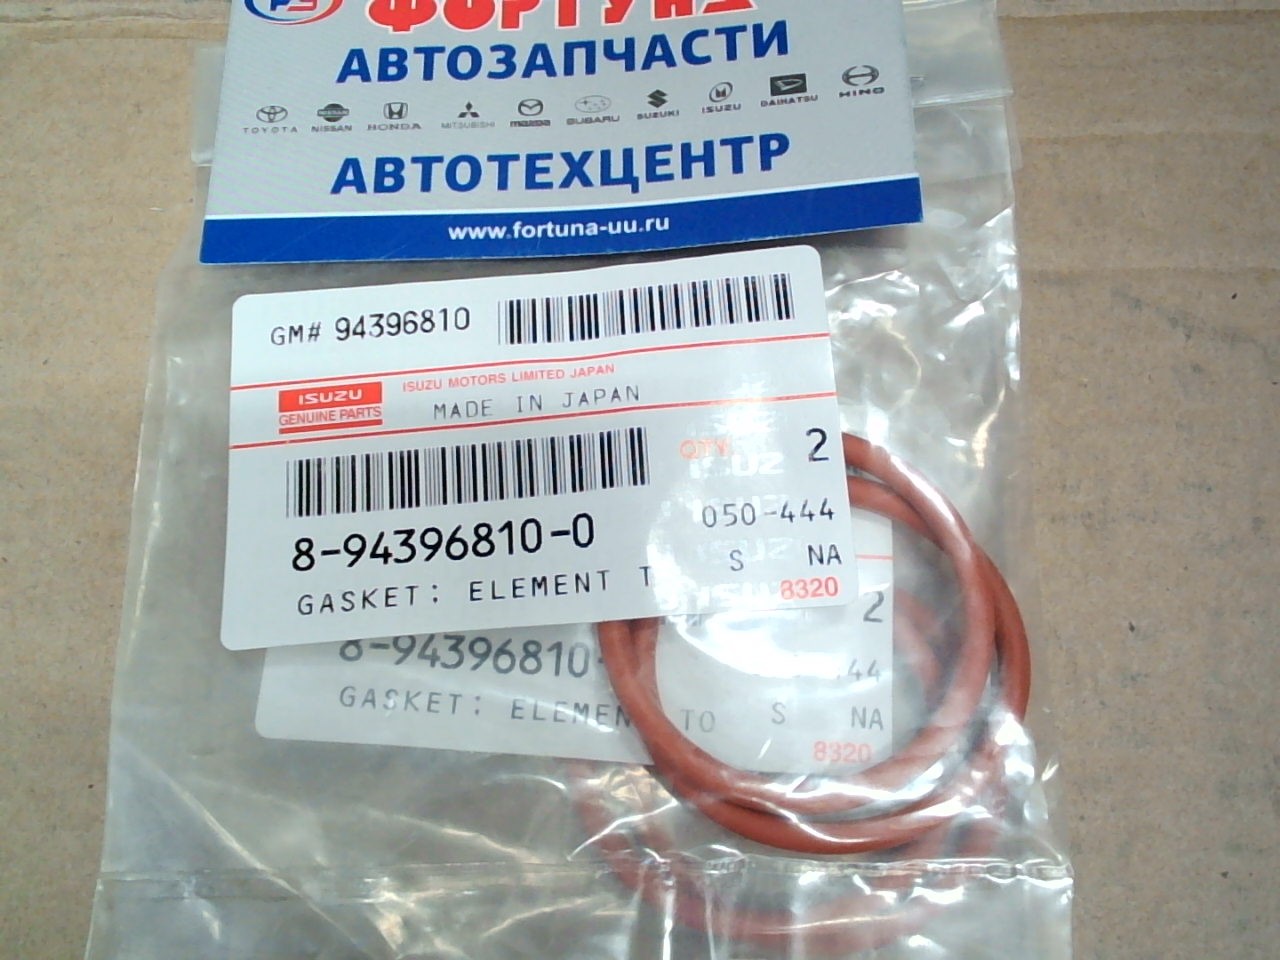 ФОРТУНА
АВТОЗАПЧАСТИ
TOYOTA NISSAN HONDA MITSUBISHI mazda SUBARU SUZUKI ISUZU DAIHATSU HINO
АВТОТЕХЦЕНТР
www.fortuna-uu.ru
GM# 94396810
ISUZU
GENUINE PARTS
ISUZU MOTORS LIMITED JAPAN
MADE IN JAPAN
QTY. 2
8-94396810-0
050-444
S NA
GASKET; ELEMENT T
8320
2
8-94396810-
44
GASKET; ELEMEN TO
S NA
8320